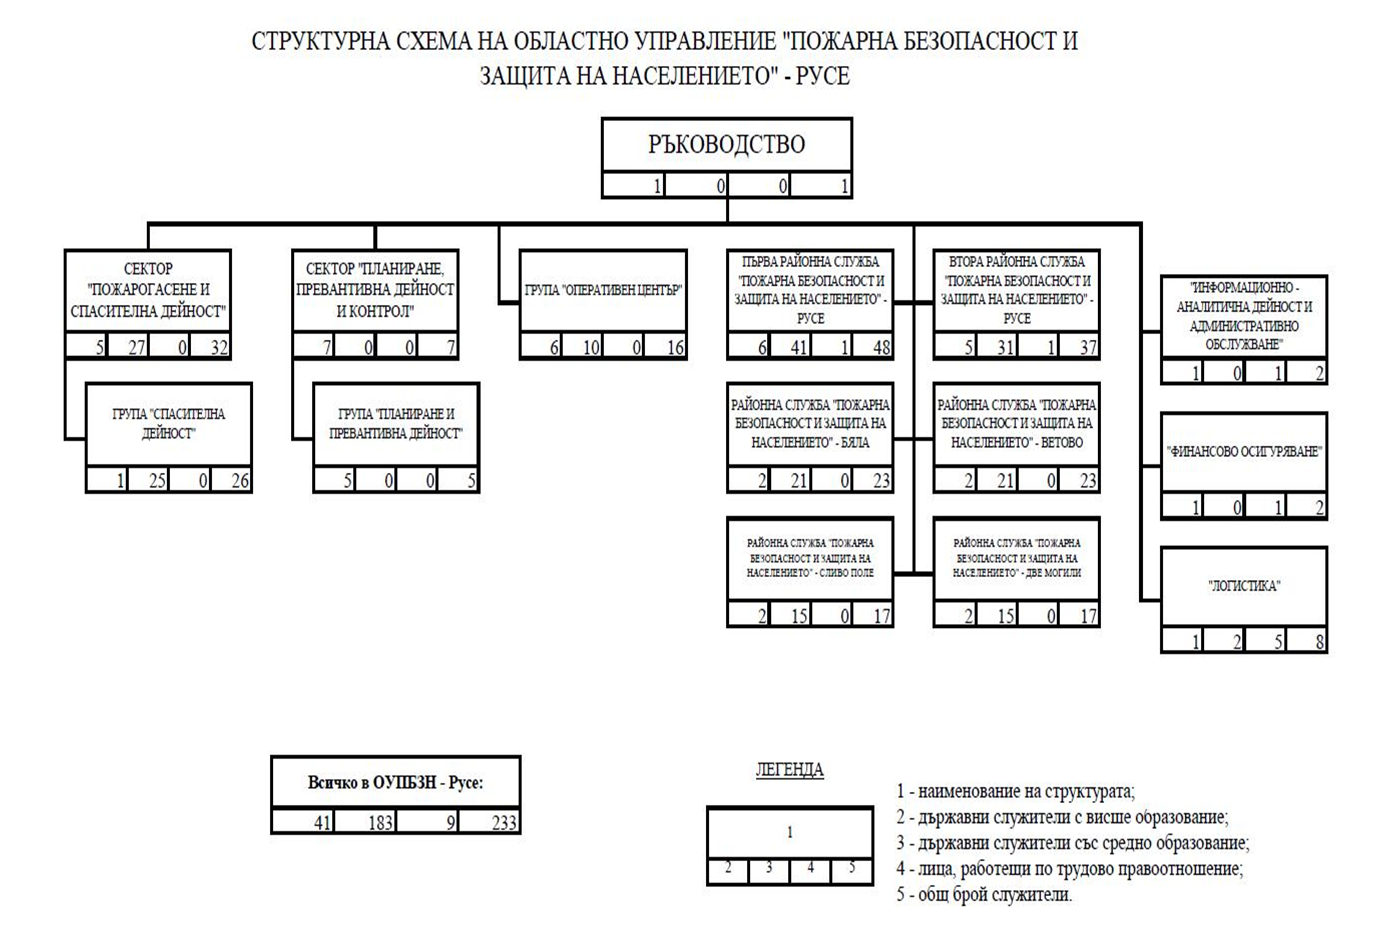 СТРУКТУРНА СХЕМА НА ОБЛАСТНО УПРАВЛЕНИЕ "ПОЖАРНА БЕЗОПАСНОСТ И
ЗАЩИТА НА НАСЕЛЕНИЕТО" - РУСЕ
РЪКОВОДСТВО
1 0 0 1
СЕКТОР
"ПОЖАРОГАСЕНЕ И
СПАСИТЕЛНА ДЕЙНОСТ"
5 27 0 32
ГРУПА "СПАСИТЕЛНА
ДЕЙНОСТ"
1 25 0 26
СЕКТОР "ПЛАНИРАНЕ,
ПРЕВАНТИВНА ДЕЙНОСТ
И КОНТРОЛ"
7 0 0 7
ГРУПА "ПЛАНИРАНЕ И
ПРЕВАНТИВНА ДЕЙНОСТ"
5 0 0 5
ГРУПА "ОПЕРАТИВЕН ЦЕНТЪР"
6 10 0 16
ПЪРВА РАЙОННА СЛУЖБА
"ПОЖАРНА БЕЗОПАСНОСТ И
ЗАЩИТА НА НАСЕЛЕНИЕТО" -
РУСЕ
6 41 1 48
ВТОРА РАЙОННА СЛУЖБА
"ПОЖАРНА БЕЗОПАСНОСТ И
ЗАЩИТА НА НАСЕЛЕНИЕТО" -
РУСЕ
5 31 1 37
РАЙОННА СЛУЖБА "ПОЖАРНА
БЕЗОПАСНОСТ И ЗАЩИТА НА
НАСЕЛЕНИЕТО" - БЯЛА
2 21 0 23
РАЙОННА СЛУЖБА "ПОЖАРНА
БЕЗОПАСНОСТ И ЗАЩИТА НА
НАСЕЛЕНИЕТО" - ВЕТОВО
2 21 0 23
РАЙОННА СЛУЖБА "ПОЖАРНА
БЕЗОПАСНОСТ И ЗАЩИТА НА
НАСЕЛЕНИЕТО" - СЛИВО ПОЛЕ
2 15 0 17
РАЙОННА СЛУЖБА "ПОЖАРНА
БЕЗОПАСНОСТ И ЗАЩИТА НА
НАСЕЛЕНИЕТО" - ДВЕ МОГИЛИ
2 15 0 17
"ИНФОРМАЦИОННО -
АНАЛИТИЧНА ДЕЙНОСТ И
АДМИНИСТРАТИВНО
ОБСЛУЖВАНЕ"
1 0 1 2
"ФИНАНСОВО ОСИГУРЯВАНЕ"
1 0 1 2
"ЛОГИСТИКА"
1 2 5 8
Всичко в ОУПБЗН - Русе:
41 183 9 233
ЛЕГЕНДА
1
2 3 4 5
1 - наименование на структурата;
2 - държавни служители с висше образование;
3 - държавни служители със средно образование;
4 - лица, работещи по трудово правоотношение;
5 - общ брой служители.